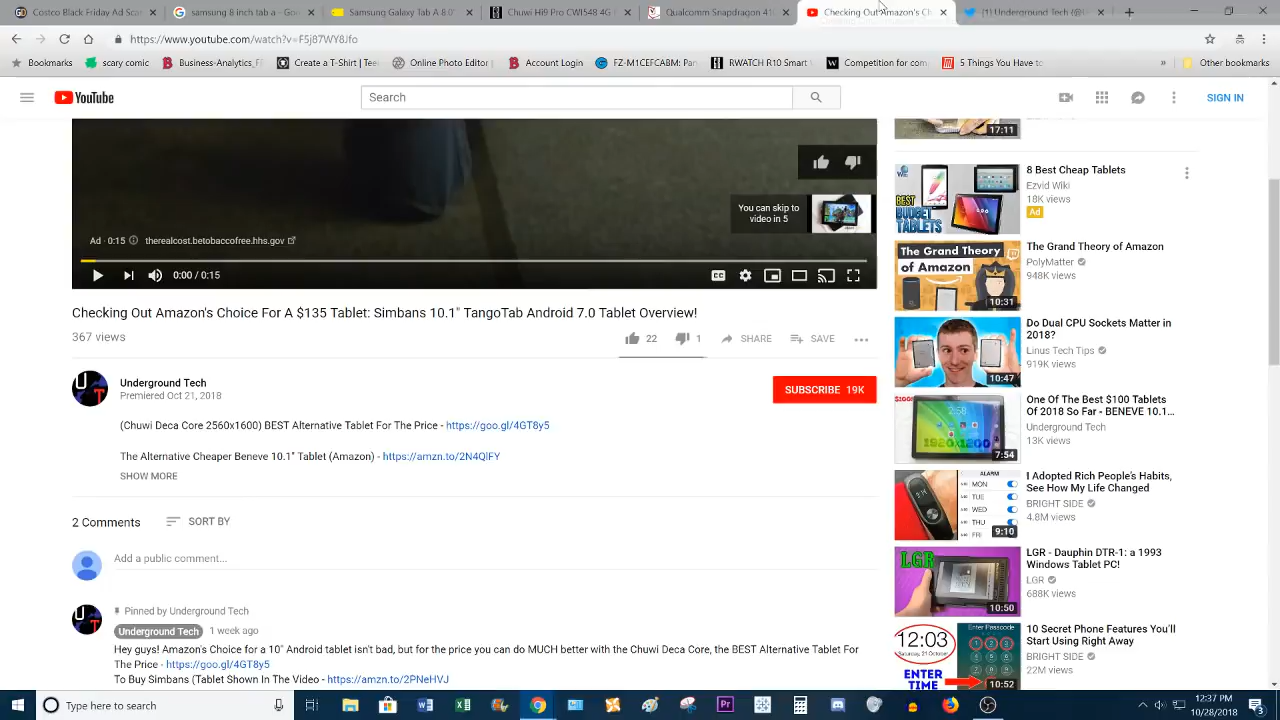 Costco Black Friday Ad Scan
samsung 8 inch tablet - Goo
Samsung Galaxy Tab A 8.0"
Chuwi Hi9 Pro CWI548 4G
Qualcomm Snapdragon 41
Checking Out Amazon's Ch
(1) Underground Tech
https://www.youtube.com/watch?v=F5j87WY8Jfo
Bookmarks
scary comic
Business-Analytics_F
Create a T-Shirt | Tee
Online Photo Editor
Account Login
FZ-M1CEFCABM: Pan
RWATCH R10 Smart
Competition for co
5 Things You Have t
»
Other bookmarks
YouTube
Search
SIGN IN
17:11
You can skip to
video in 5
Ad · 0:15
therealcost.betobaccofree.hhs.gov
0:00 / 0:15
CC
Checking Out Amazon's Choice For A $135 Tablet: Simbans 10.1" TangoTab Android 7.0 Tablet Overview!
367 views
22
1
SHARE
SAVE
Underground Tech
Premiered Oct 21, 2018
SUBSCRIBE 19K
(Chuwi Deca Core 2560x1600) BEST Alternative Tablet For The Price - https://goo.gl/4GT8y5
The Alternative Cheaper Beneve 10.1" Tablet (Amazon) - https://amzn.to/2N4QlFY
SHOW MORE
2 Comments
SORT BY
Add a public comment...
Pinned by Underground Tech
Underground Tech
1 week ago
Hey guys! Amazon's Choice for a 10" android tablet isn't bad, but for the price you can do MUCH better with the Chuwi Deca Core, the BEST Alternative Tablet For
The Price - https://goo.gl/4GT8y5
https://amzn.to/2PNeHVJ
8 Best Cheap Tablets
Ezvid Wiki
18K views
Ad
BEST
BUDGET
TABLETS
The Grand Theory of Amazon
PolyMatter
948K views
The Grand Theory
of Amazon
10:31
Do Dual CPU Sockets Matter in
2018?
Linus Tech Tips
919K views
10:47
One Of The Best $100 Tablets
Of 2018 So Far - BENEVE 10.1...
Underground Tech
13K views
2:58
1920x1200
7:54
I Adopted Rich People's Habits,
See How My Life Changed
BRIGHT SIDE
4.8M views
ALARM
MON
TUE
WED
THU
FRI
9:10
LGR - Dauphin DTR-1: a 1993
Windows Tablet PC!
LGR
688K views
LGR
10:50
10 Secret Phone Features You'll
Start Using Right Away
BRIGHT SIDE
22M views
12:03
Saturday, 21 October
Enter Passcode
ENTER
TIME
10:52
Type here to search
12:37 PM
10/28/2018
3